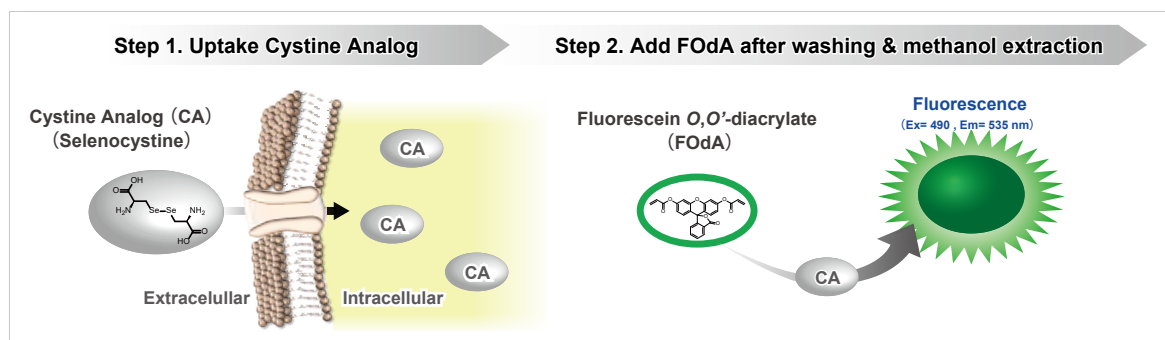 Step 1. Uptake Cystine Analog
Step 2. Add FOdA after washing & methanol extraction
Cystine Analog (CA)
(Selenocystine)
O
OH
H₂N
Se
Se
NH₂
HO
O
CA
CA
CA
Extracelullar
Intracellular
Fluorescein O,O'-diacrylate
(FOdA)
O
O
O
O
O
O
O
CA
Fluorescence
(Ex= 490 , Em= 535 nm)